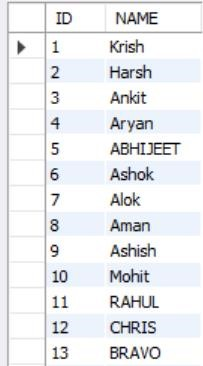 ID NAME
1 Krish
2 Harsh
3 Ankit
4 Aryan
5 ABHIJEET
6 Ashok
7 Alok
8 Aman
9 Ashish
10 Mohit
11 RAHUL
12 CHRIS
13 BRAVO